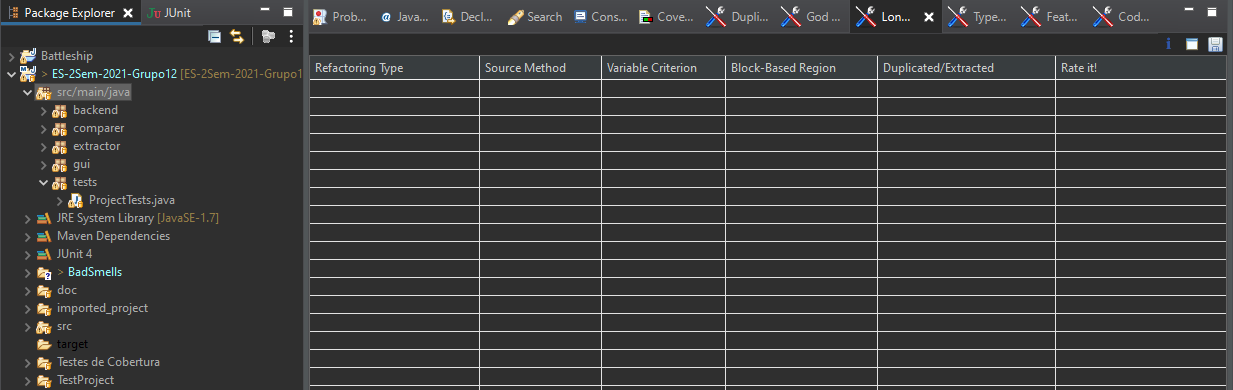 Package Explorer
JUnit
Battleship
> ES-2Sem-2021-Grupo12 [ES-2Sem-2021-Grupo1
src/main/java
backend
comparer
extractor
gui
tests
ProjectTests.java
JRE System Library [JavaSE-1.7]
Maven Dependencies
JUnit 4
> BadSmells
doc
imported_project
src
target
Testes de Cobertura
TestProject
Prob...
Java...
Decl...
Search
Cons...
Cove...
Dupli...
God ...
Lon...
Type...
Feat...
Cod...
Refactoring Type
Source Method
Variable Criterion
Block-Based Region
Duplicated/Extracted
Rate it!